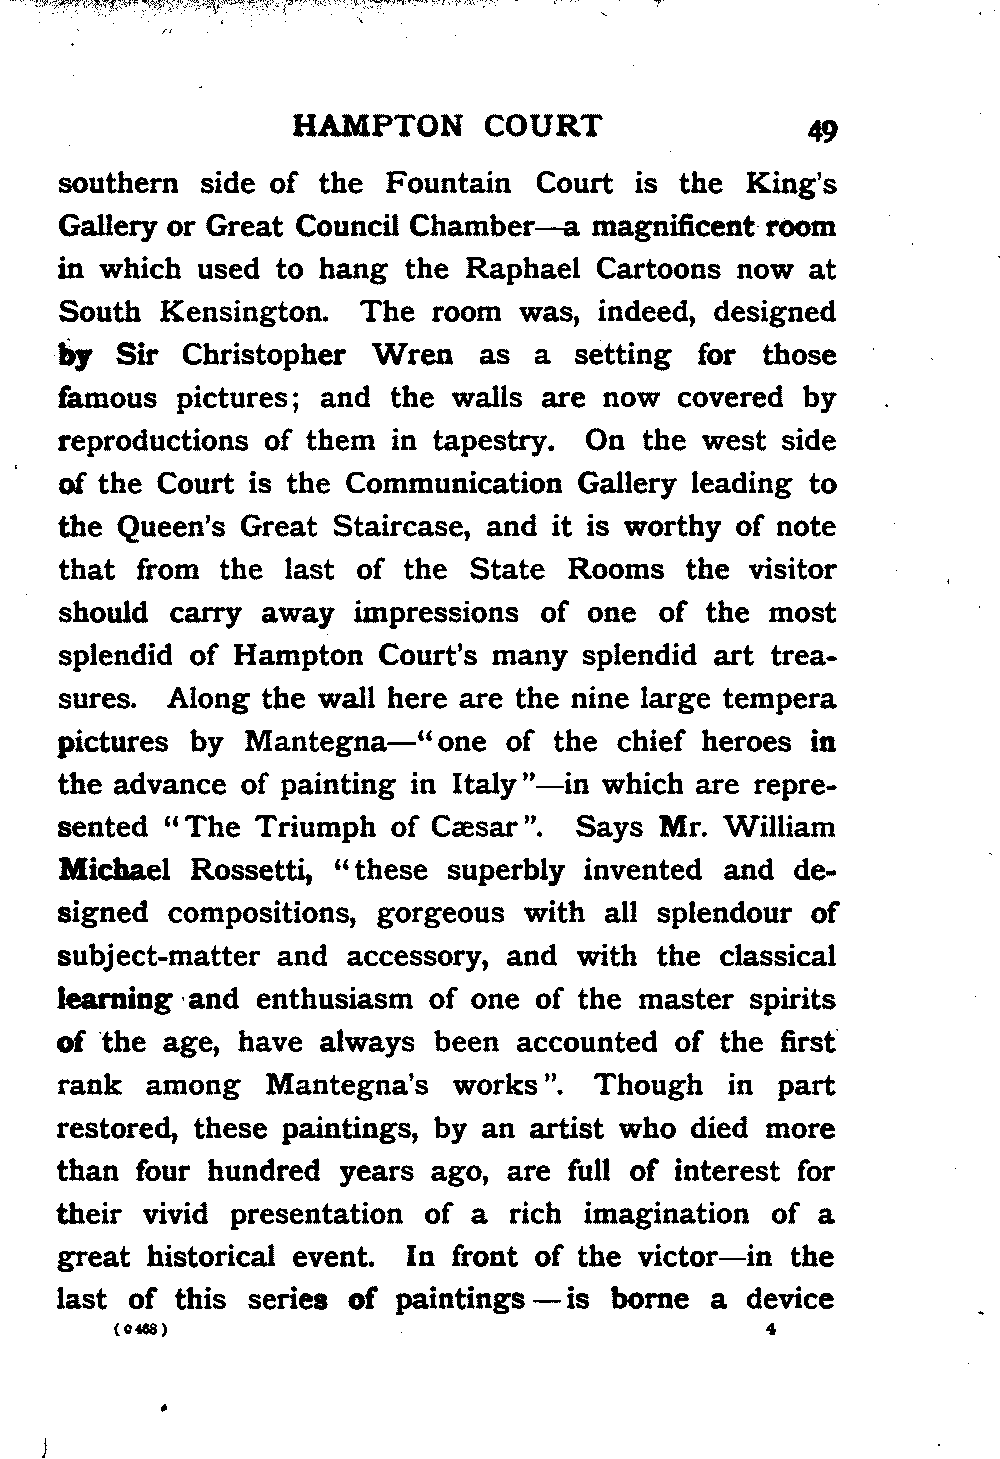 HAMPTON COURT 49
southern side of the Fountain Court is the King's
Gallery or Great Council Chamber—a magnificent room
in which used to hang the Raphael Cartoons now at
South Kensington. The room was, indeed, designed
by Sir Christopher Wren as a setting for those
famous pictures; and the walls are now covered by
reproductions of them in tapestry. On the west side
of the Court is the Communication Gallery leading to
the Queen's Great Staircase, and it is worthy of note
that from the last of the State Rooms the visitor
should carry away impressions of one of the most
splendid of Hampton Court's many splendid art trea-
sures. Along the wall here are the nine large tempera
pictures by Mantegna—"one of the chief heroes in
the advance of painting in Italy"—in which are repre-
sented "The Triumph of Cæsar". Says Mr. William
Michael Rossetti, "these superbly invented and de-
signed compositions, gorgeous with all splendour of
subject-matter and accessory, and with the classical
learning and enthusiasm of one of the master spirits
of the age, have always been accounted of the first
rank among Mantegna's works". Though in part
restored, these paintings, by an artist who died more
than four hundred years ago, are full of interest for
their vivid presentation of a rich imagination of a
great historical event. In front of the victor—in the
last of this series of paintings—is borne a device
(C 468) 4